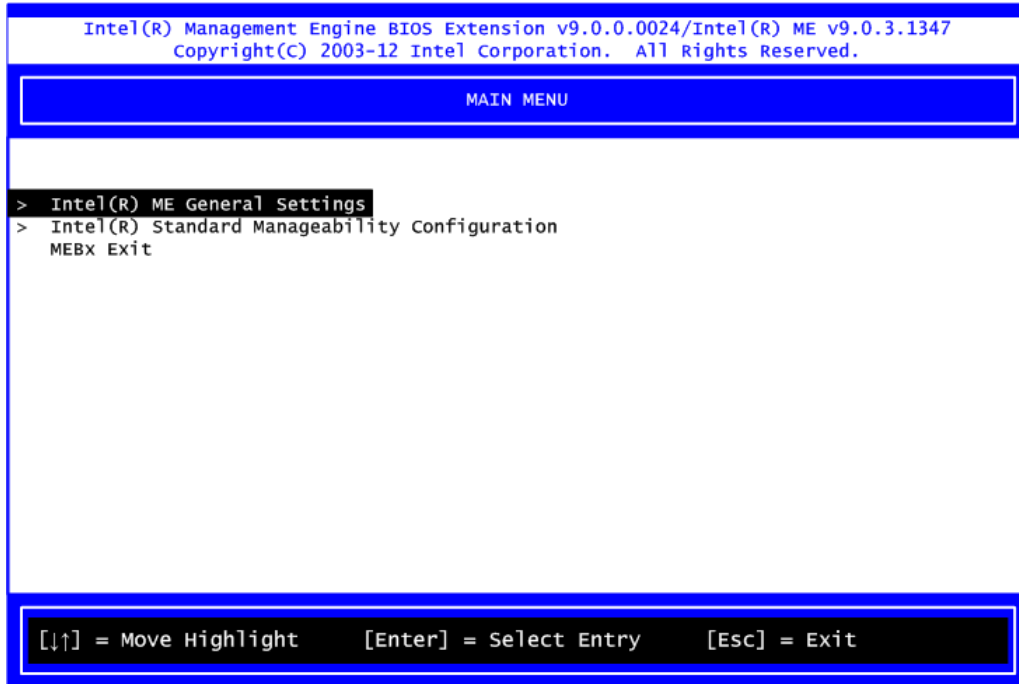 Intel(R) Management Engine BIOS Extension v9.0.0.0024/Intel(R) ME v9.0.3.1347
Copyright(C) 2003-12 Intel Corporation. All Rights Reserved.
MAIN MENU
> Intel(R) ME General Settings
> Intel(R) Standard Manageability Configuration
MEBx Exit
[↓↑] = Move Highlight [Enter] = Select Entry [Esc] = Exit